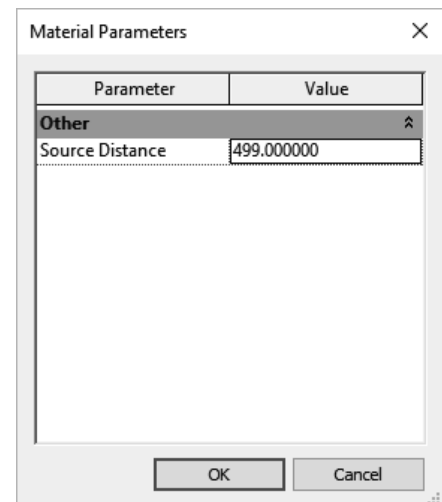 Material Parameters
Parameter Value
Other
Source Distance 499.000000
OK Cancel